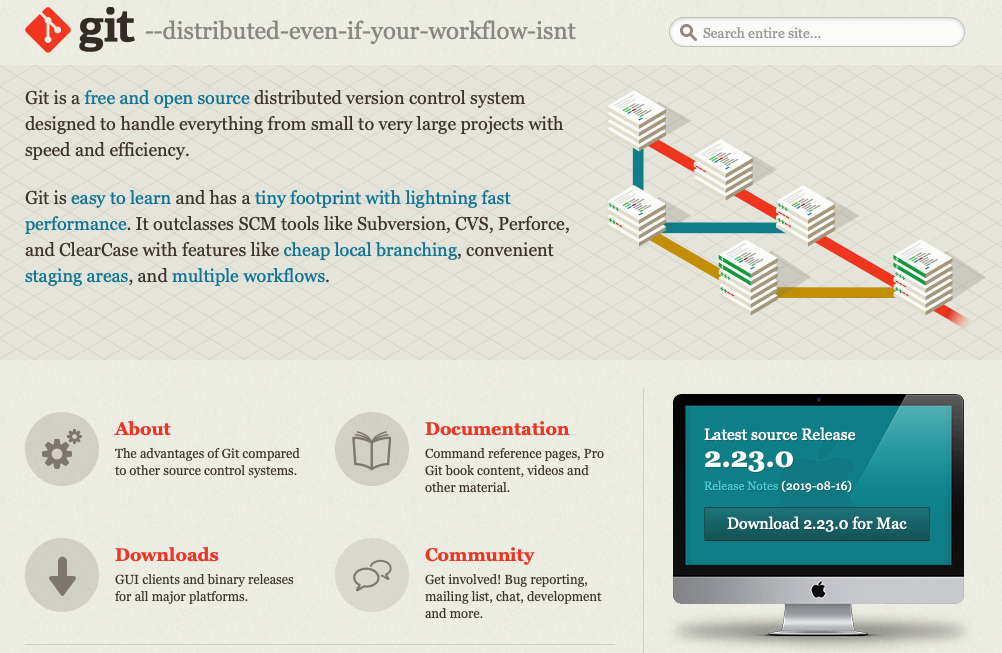 git --distributed-even-if-your-workflow-isnt
Search entire site...
Git is a free and open source distributed version control system
designed to handle everything from small to very large projects with
speed and efficiency.
Git is easy to learn and has a tiny footprint with lightning fast
performance. It outclasses SCM tools like Subversion, CVS, Perforce,
and ClearCase with features like cheap local branching, convenient
staging areas, and multiple workflows.
About
The advantages of Git compared
to other source control systems.
Documentation
Command reference pages, Pro
Git book content, videos and
other material.
Downloads
GUI clients and binary releases
for all major platforms.
Community
Get involved! Bug reporting,
mailing list, chat, development
and more.
Latest source Release
2.23.0
Release Notes (2019-08-16)
Download 2.23.0 for Mac